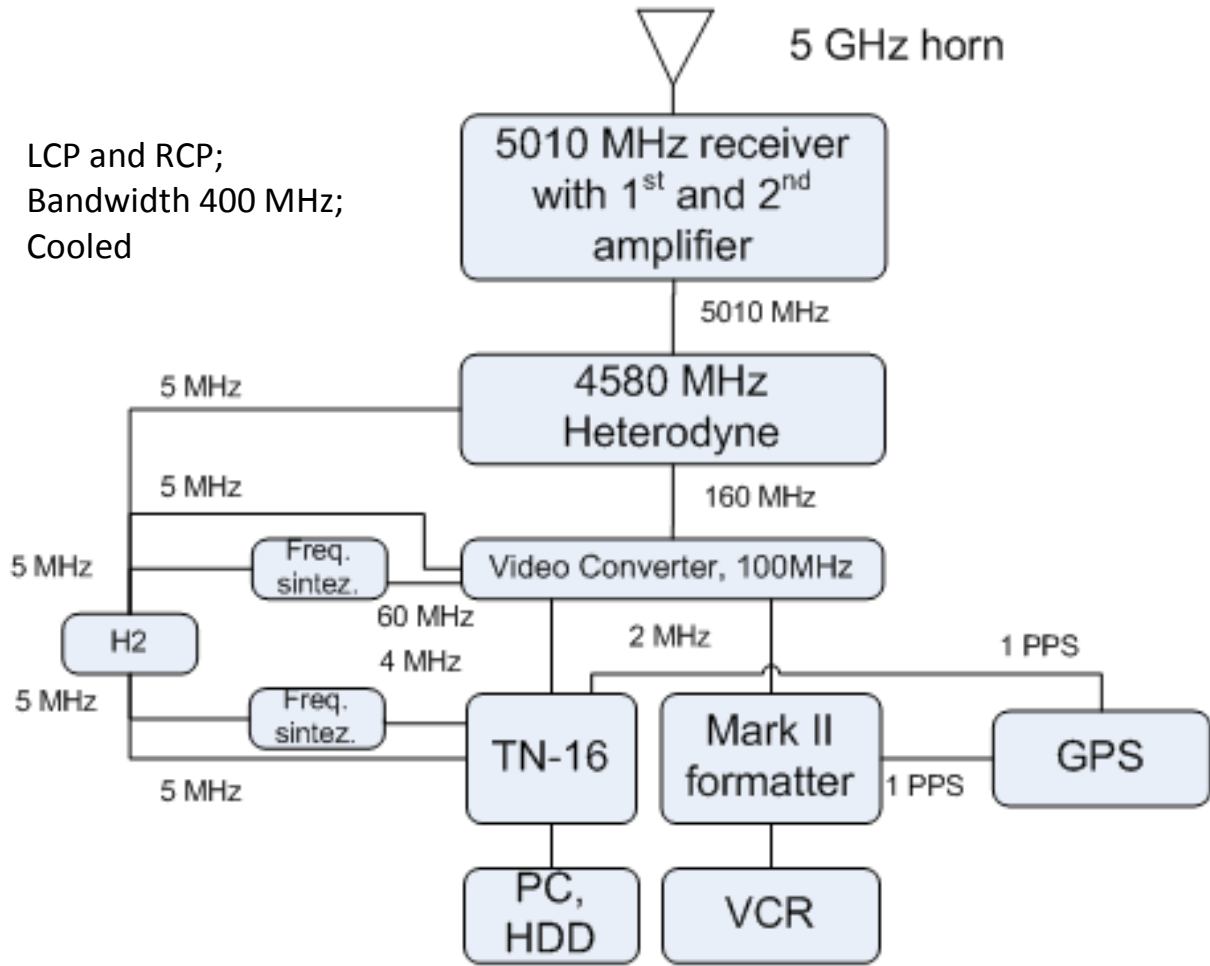 5 GHz horn
LCP and RCP;
Bandwidth 400 MHz;
Cooled
5010 MHz receiver
with 1st and 2nd
amplifier
5010 MHz
4580 MHz
Heterodyne
5 MHz
160 MHz
5 MHz
Freq.
sintez.
Video Converter, 100MHz
5 MHz
60 MHz
H2
2 MHz
1 PPS
4 MHz
5 MHz
Freq.
sintez.
TN-16
Mark II
formatter
GPS
1 PPS
5 MHz
PC,
HDD
VCR